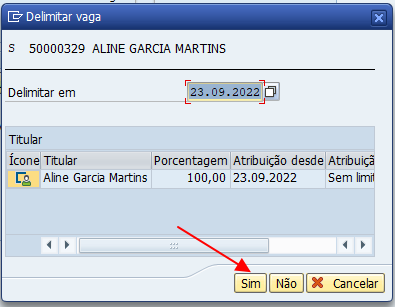 Delimitar vaga
S 50000329 ALINE GARCIA MARTINS
Delimitar em 23.09.2022
Titular
Ícone Titular Porcentagem Atribuição desde Atribuiçã
Aline Garcia Martins 100,00 23.09.2022 Sem limit
Sim Não Cancelar